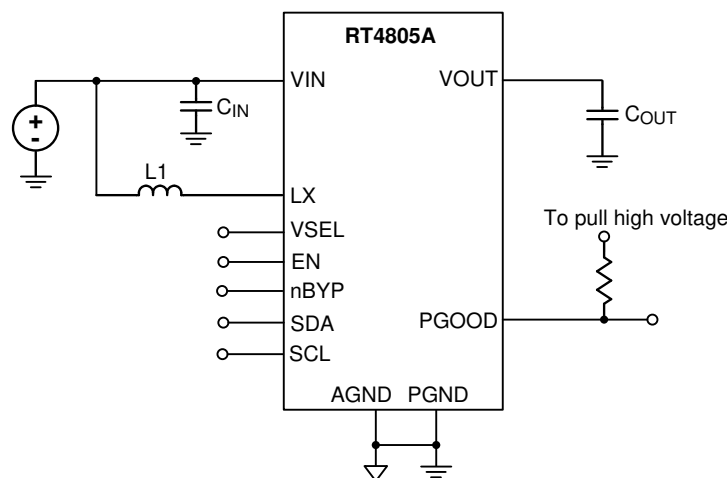 RT4805A
VIN
VOUT
CIN
COUT
+
-
L1
LX
To pull high voltage
VSEL
EN
nBYP
PGOOD
SDA
SCL
AGND PGND